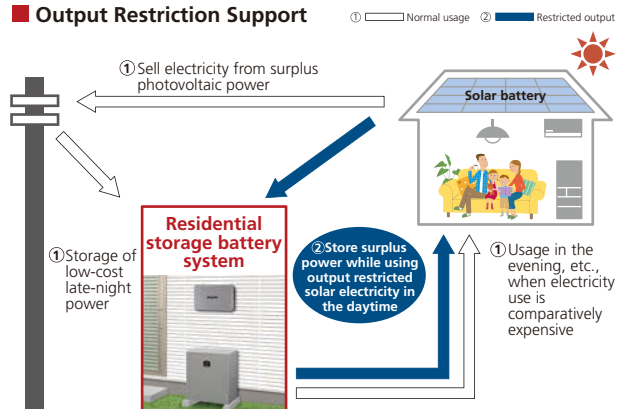 Output Restriction Support
① Normal usage ② Restricted output
①Sell electricity from surplus
photovoltaic power
Solar battery
①Storage of
low-cost
late-night
power
Residential
storage battery
system
②Store surplus
power while using
output restricted
solar electricity in
the daytime
①Usage in the
evening, etc.,
when electricity
use is
comparatively
expensive